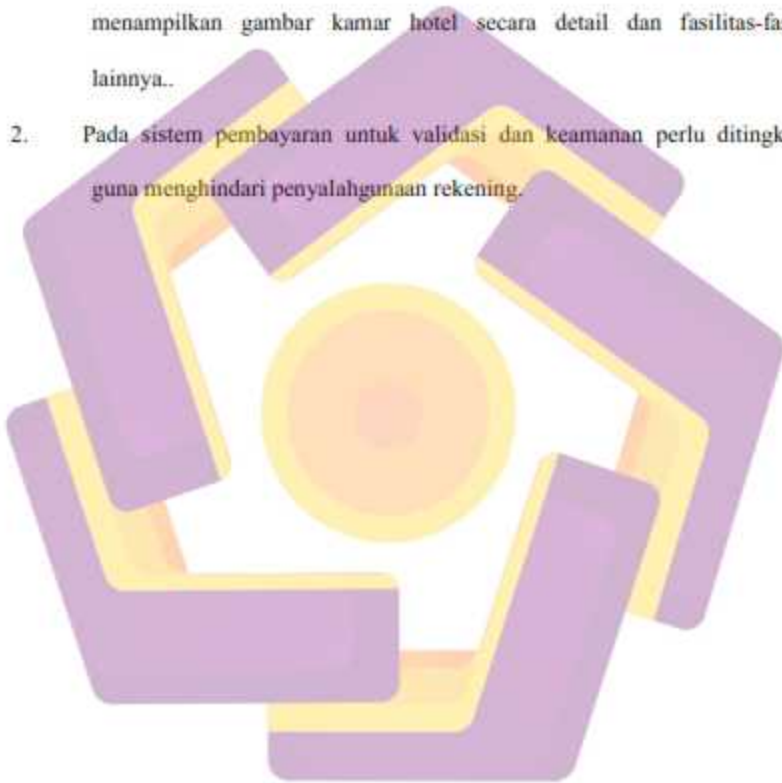 menampilkan gambar kamar hotel secara detail dan fasilitas-fas
lainnya..
2. Pada sistem pembayaran untuk validasi dan keamanan perlu ditingk
guna menghindari penyalahgunaan rekening.